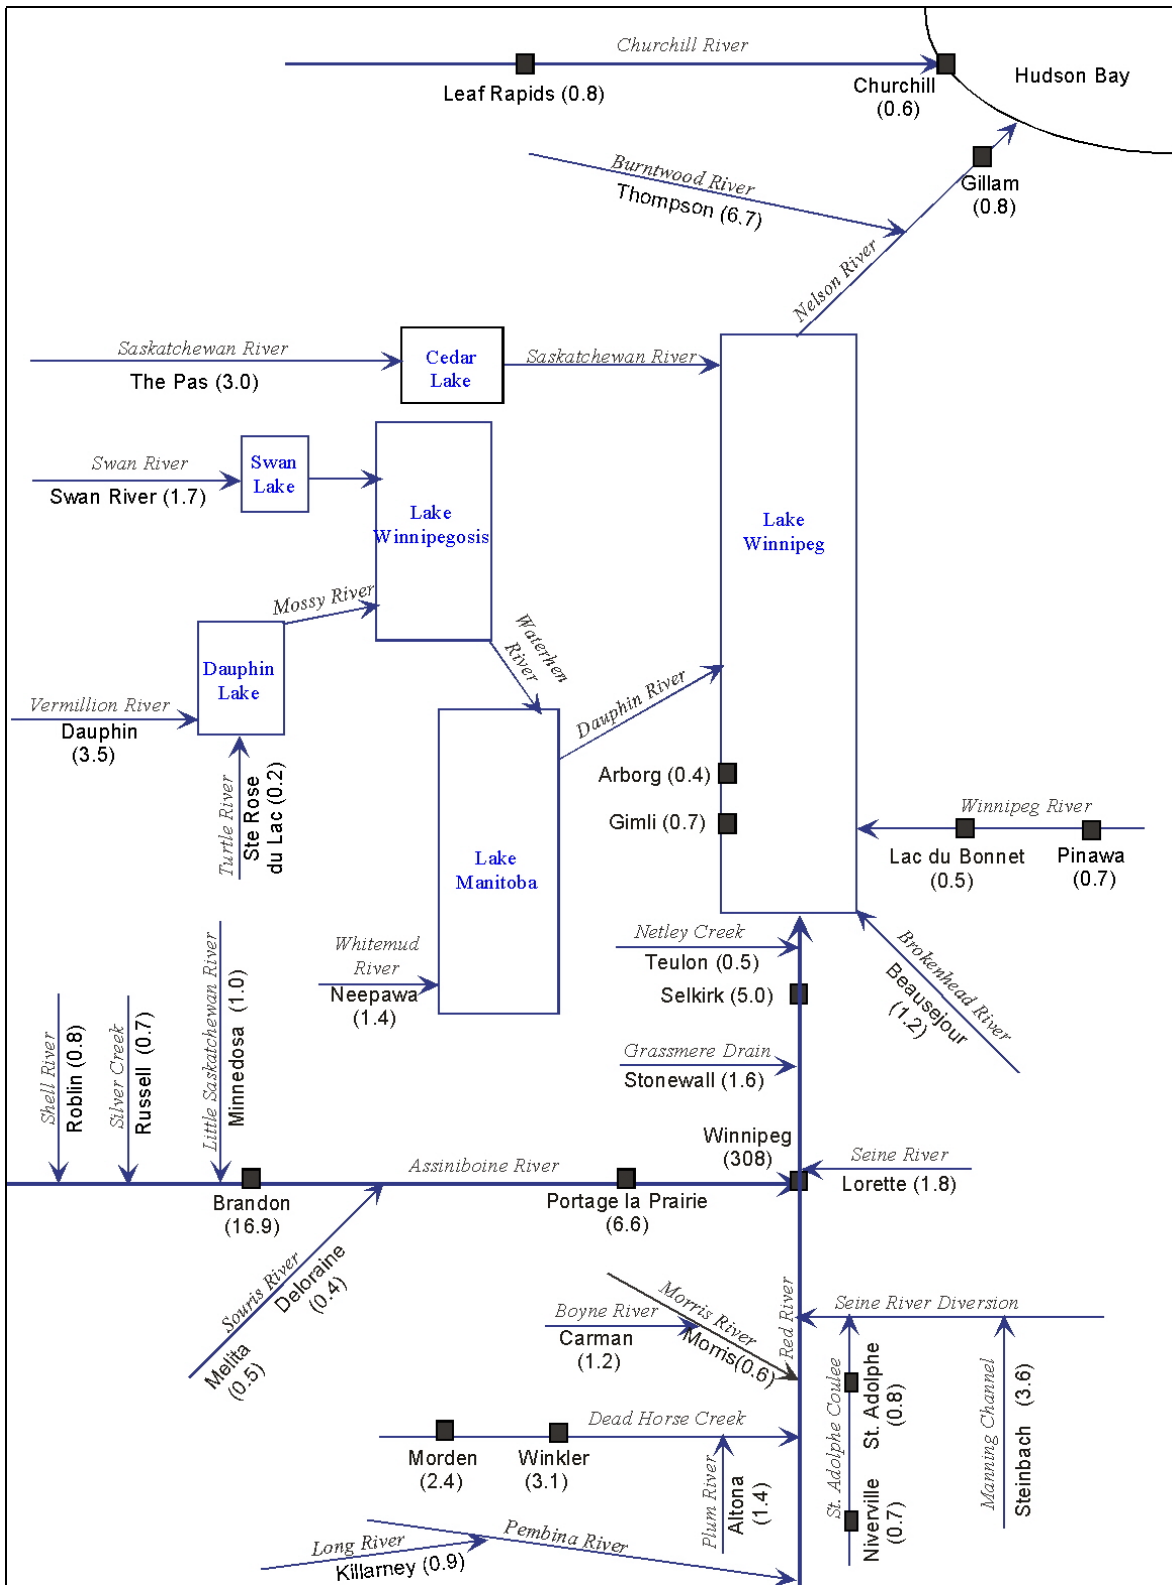 Churchill River
Hudson Bay
Leaf Rapids (0.8)
Churchill
(0.6)
Burntwood River
Thompson (6.7)
Gillam
(0.8)
Nelson River
Saskatchewan River
The Pas (3.0)
Cedar
Lake
Saskatchewan River
Swan River
Swan River (1.7)
Swan
Lake
Lake
Winnipegosis
Lake
Winnipeg
Mossy River
Waterhen
River
Dauphin
Lake
Vermillion River
Dauphin
(3.5)
Dauphin River
Turtle River
Ste Rose
du Lac (0.2)
Arborg (0.4)
Gimli (0.7)
Winnipeg River
Lac du Bonnet
(0.5)
Pinawa
(0.7)
Lake
Manitoba
Whitemud
River
Neepawa
(1.4)
Netley Creek
Teulon (0.5)
Selkirk (5.0)
Brokenhead River
Beausejour
(1.2)
Grassmere Drain
Stonewall (1.6)
Shell River
Roblin (0.8)
Silver Creek
Russell (0.7)
Little Saskatchewan River
Minnedosa (1.0)
Winnipeg
(308)
Assiniboine River
Seine River
Lorette (1.8)
Brandon
(16.9)
Portage la Prairie
(6.6)
Souris River
Deloraine
(0.4)
Melita
(0.5)
Red River
Morris River
Morris(0.6)
Boyne River
Carman
(1.2)
Seine River Diversion
St. Adolphe Coulee
St. Adolphe
(0.8)
Niverville
(0.7)
Manning Channel
Steinbach (3.6)
Dead Horse Creek
Morden
(2.4)
Winkler
(3.1)
Plum River
Altona
(1.4)
Long River
Killarney (0.9)
Pembina River